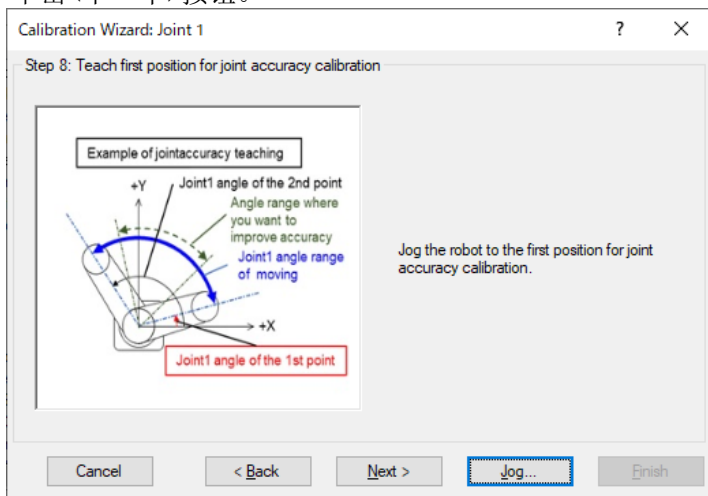 Calibration Wizard: Joint 1
?
Step 8: Teach first position for joint accuracy calibration
Example of jointaccuracy teaching
+Y
Joint1 angle of the 2nd point
Angle range where
you want to
improve accuracy
Joint1 angle range
of moving
+X
Joint1 angle of the 1st point
Jog the robot to the first position for joint
accuracy calibration.
Cancel
< Back
Next >
Jog...
Finish